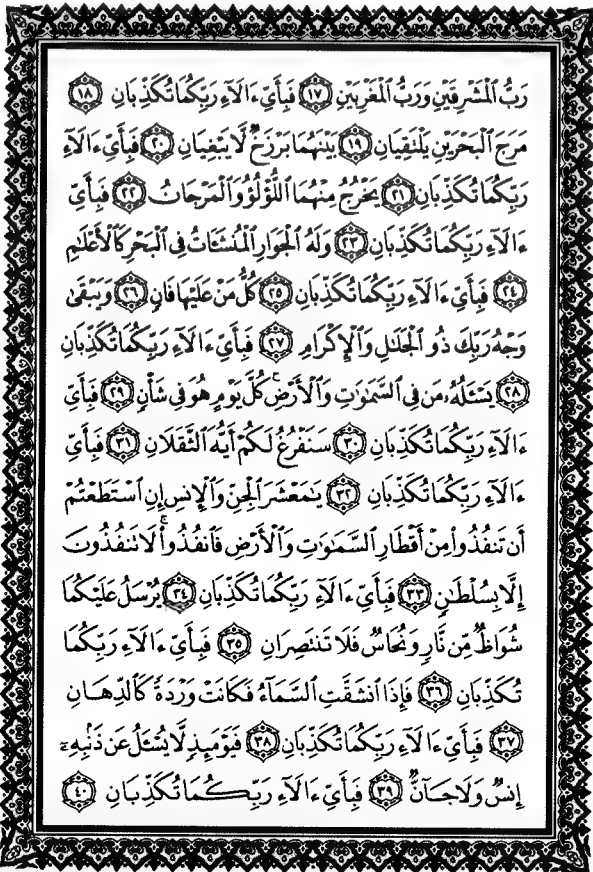 رَبُّ ٱلْمَشْرِقَيْنِ وَرَبُّ ٱلْمَغْرِبَيْنِ ١٧ فَبِأَيِّ ءَالَآءِ رَبِّكُمَا تُكَذِّبَانِ ١٨
مَرَجَ ٱلْبَحْرَيْنِ يَلْتَقِيَانِ ١٩ بَيْنَهُمَا بَرْزَخٌ لَّا يَبْغِيَانِ ٢٠ فَبِأَيِّ ءَالَآءِ
رَبِّكُمَا تُكَذِّبَانِ ٢١ يَخْرُجُ مِنْهُمَا ٱللُّؤْلُؤُ وَٱلْمَرْجَاتُ ٢٢ فَبِأَيِّ
ءَالَآءِ رَبِّكُمَا تُكَذِّبَانِ ٢٣ وَلَهُ ٱلْجَوَارِ ٱلْمُنشَـَٔاتُ فِى ٱلْبَحْرِ كَٱلْأَعْلَٰمِ
٢٤ فَبِأَيِّ ءَالَآءِ رَبِّكُمَا تُكَذِّبَانِ ٢٥ كُلُّ مَنْ عَلَيْهَا فَانٍ ٢٦ وَيَبْقَىٰ
وَجْهُ رَبِّكَ ذُو ٱلْجَلَٰلِ وَٱلْإِكْرَامِ ٢٧ فَبِأَيِّ ءَالَآءِ رَبِّكُمَا تُكَذِّبَانِ
٢٨ يَسْـَٔلُهُۥ مَن فِى ٱلسَّمَٰوَٰتِ وَٱلْأَرْضِ ۚ كُلَّ يَوْمٍ هُوَ فِى شَأْنٍ ٢٩ فَبِأَيِّ
ءَالَآءِ رَبِّكُمَا تُكَذِّبَانِ ٣٠ سَنَفْرُغُ لَكُمْ أَيُّهَ ٱلثَّقَلَانِ ٣١ فَبِأَيِّ
ءَالَآءِ رَبِّكُمَا تُكَذِّبَانِ ٣٢ يَٰمَعْشَرَ ٱلْجِنِّ وَٱلْإِنسِ إِنِ ٱسْتَطَعْتُمْ
أَن تَنفُذُوا۟ مِنْ أَقْطَارِ ٱلسَّمَٰوَٰتِ وَٱلْأَرْضِ فَٱنفُذُوا۟ ۚ لَا تَنفُذُونَ
إِلَّا بِسُلْطَٰنٍ ٣٣ فَبِأَيِّ ءَالَآءِ رَبِّكُمَا تُكَذِّبَانِ ٣٤ يُرْسَلُ عَلَيْكُمَا
شُوَاظٌ مِّن نَّارٍ وَنُحَاسٌ فَلَا تَنتَصِرَانِ ٣٥ فَبِأَيِّ ءَالَآءِ رَبِّكُمَا
تُكَذِّبَانِ ٣٦ فَإِذَا ٱنشَقَّتِ ٱلسَّمَآءُ فَكَانَتْ وَرْدَةً كَٱلدِّهَانِ
٣٧ فَبِأَيِّ ءَالَآءِ رَبِّكُمَا تُكَذِّبَانِ ٣٨ فَيَوْمَئِذٍ لَّا يُسْـَٔلُ عَن ذَنۢبِهِۦٓ
إِنسٌ وَلَا جَآنٌّ ٣٩ فَبِأَيِّ ءَالَآءِ رَبِّكُمَا تُكَذِّبَانِ ٤٠